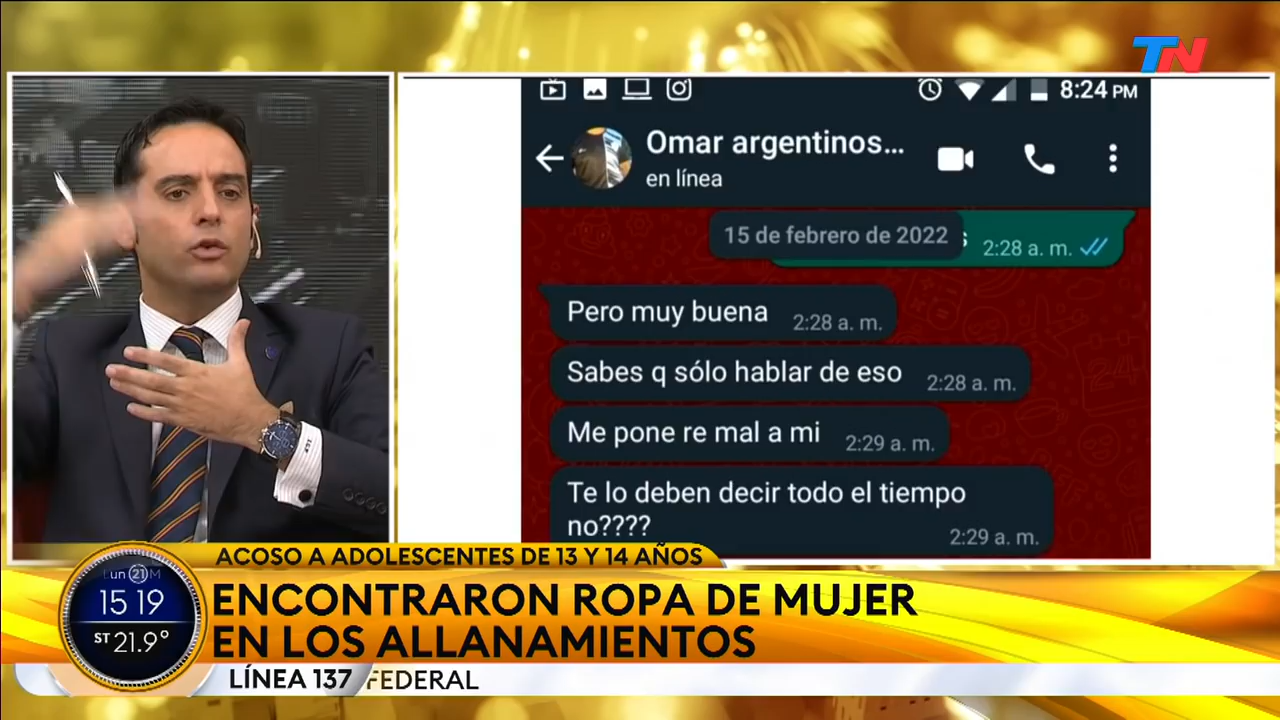 TN
8:24 PM
Omar argentinos...
en línea
15 de febrero de 2022
s 2:28 a. m.
Pero muy buena 2:28 a. m.
Sabes q sólo hablar de eso 2:28 a. m.
Me pone re mal a mi 2:29 a. m.
Te lo deben decir todo el tiempo
no???? 2:29 a. m.
ACOSO A ADOLESCENTES DE 13 Y 14 AÑOS
ENCONTRARON ROPA DE MUJER
EN LOS ALLANAMIENTOS
Lun 21
15 19
ST 21.9°
LÍNEA 137 FEDERAL